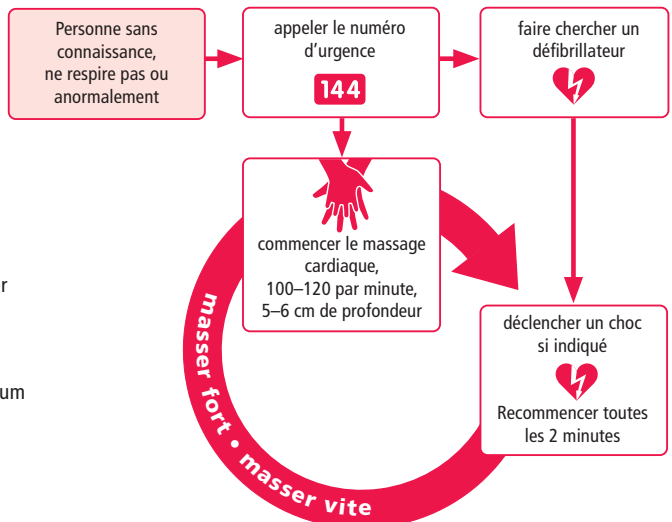 Personne sans
connaissance,
ne respire pas ou
anormalement
appeler le numéro
d’urgence
144
faire chercher un
défibrillateur
commencer le massage
cardiaque,
100–120 par minute,
5–6 cm de profondeur
déclencher un choc
si indiqué
Recommencer toutes
les 2 minutes
masser fort • masser vite
r
um